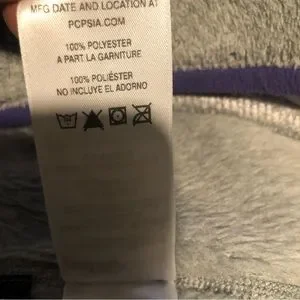 MFG DATE AND LOCATION AT
PCPSIA.COM
100% POLYESTER
A PART LA GARNITURE
100% POLIÉSTER
NO INCLUYE EL ADORNO